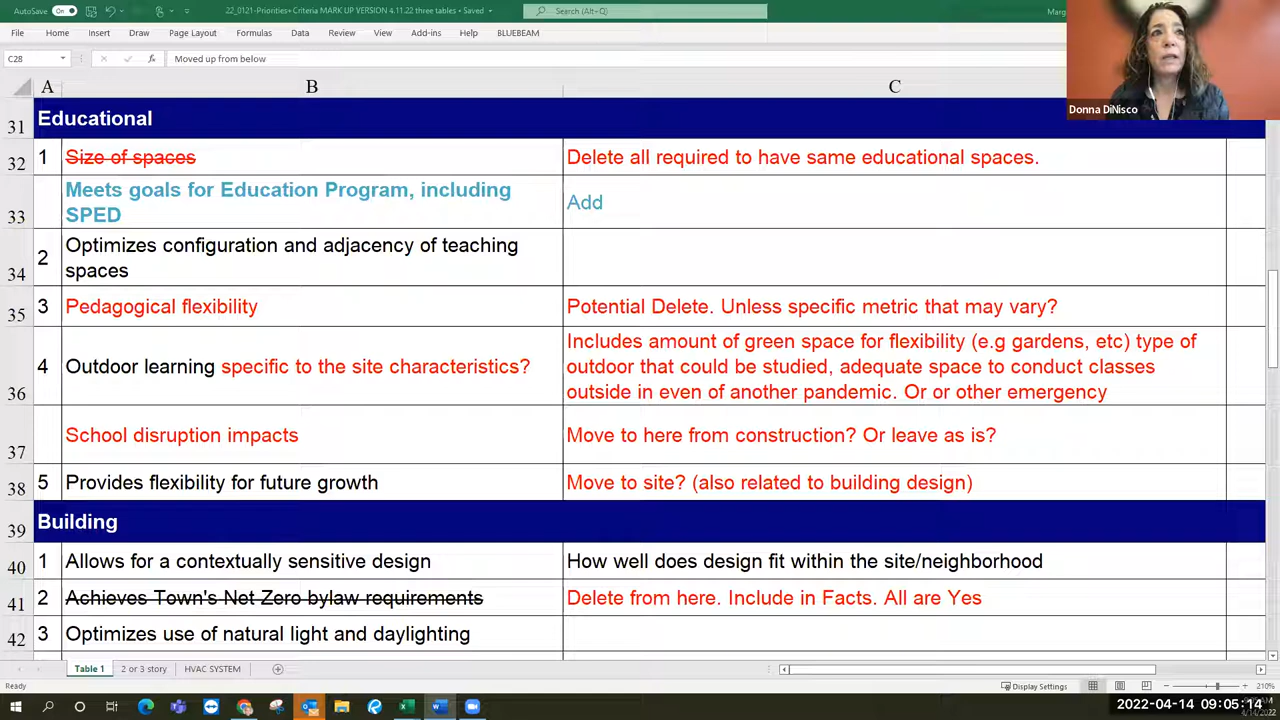 AutoSave On 22_0121-Priorities+ Criteria MARK UP VERSION 4.11.22 three tables • Saved Search (Alt+Q) Marg
File Home Insert Draw Page Layout Formulas Data Review View Add-ins Help BLUEBEAM
C28 fx Moved up from below
Donna DiNisco
A B C
31 Educational
32 1 Size of spaces Delete all required to have same educational spaces.
33 Meets goals for Education Program, including
SPED Add
34 2 Optimizes configuration and adjacency of teaching
spaces
35 3 Pedagogical flexibility Potential Delete. Unless specific metric that may vary?
36 4 Outdoor learning specific to the site characteristics? Includes amount of green space for flexibility (e.g gardens, etc) type of
outdoor that could be studied, adequate space to conduct classes
outside in even of another pandemic. Or or other emergency
37 School disruption impacts Move to here from construction? Or leave as is?
38 5 Provides flexibility for future growth Move to site? (also related to building design)
39 Building
40 1 Allows for a contextually sensitive design How well does design fit within the site/neighborhood
41 2 Achieves Town's Net Zero bylaw requirements Delete from here. Include in Facts. All are Yes
42 3 Optimizes use of natural light and daylighting
Table 1 2 or 3 story HVAC SYSTEM
Ready Display Settings 210%
2022-04-14 09:05:14